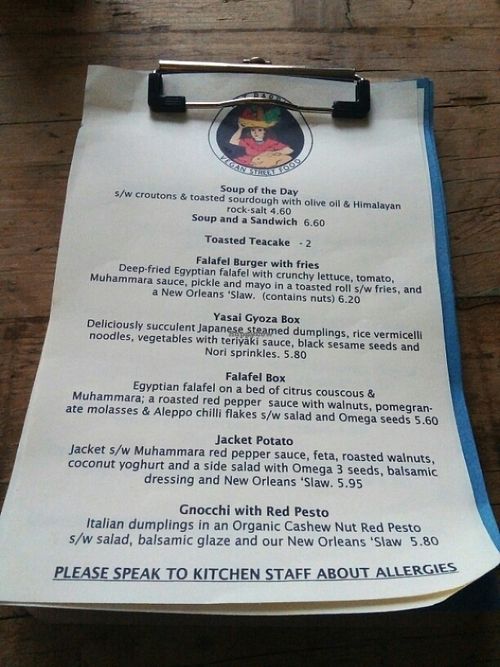 VEGAN STREET FOOD
Soup of the Day
s/w croutons & toasted sourdough with olive oil & Himalayan
rock-salt 4.60
Soup and a Sandwich 6.60
Toasted Teacake - 2
Falafel Burger with fries
Deep-fried Egyptian falafel with crunchy lettuce, tomato,
Muhammara sauce, pickle and mayo in a toasted roll s/w fries, and
a New Orleans 'Slaw. (contains nuts) 6.20
Yasai Gyoza Box
Deliciously succulent Japanese steamed dumplings, rice vermicelli
noodles, vegetables with teriyaki sauce, black sesame seeds and
Nori sprinkles. 5.80
Falafel Box
Egyptian falafel on a bed of citrus couscous &
Muhammara; a roasted red pepper sauce with walnuts, pomegran-
ate molasses & Aleppo chilli flakes s/w salad and Omega seeds 5.60
Jacket Potato
Jacket s/w Muhammara red pepper sauce, feta, roasted walnuts,
coconut yoghurt and a side salad with Omega 3 seeds, balsamic
dressing and New Orleans 'Slaw. 5.95
Gnocchi with Red Pesto
Italian dumplings in an Organic Cashew Nut Red Pesto
s/w salad, balsamic glaze and our New Orleans 'Slaw 5.80
PLEASE SPEAK TO KITCHEN STAFF ABOUT ALLERGIES